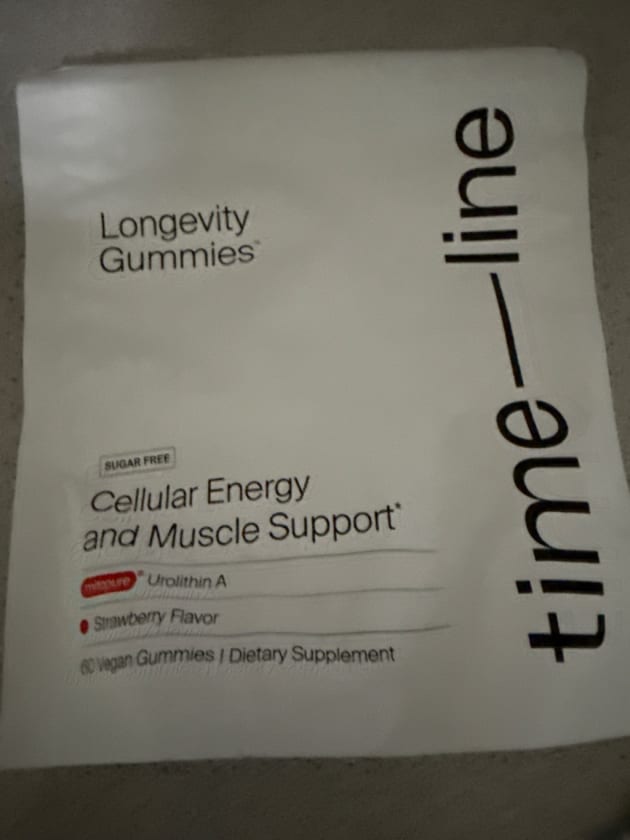 Longevity
Gummies™
time—line
SUGAR FREE
Cellular Energy
and Muscle Support*
mitopure® Urolithin A
Strawberry Flavor
60 Vegan Gummies | Dietary Supplement